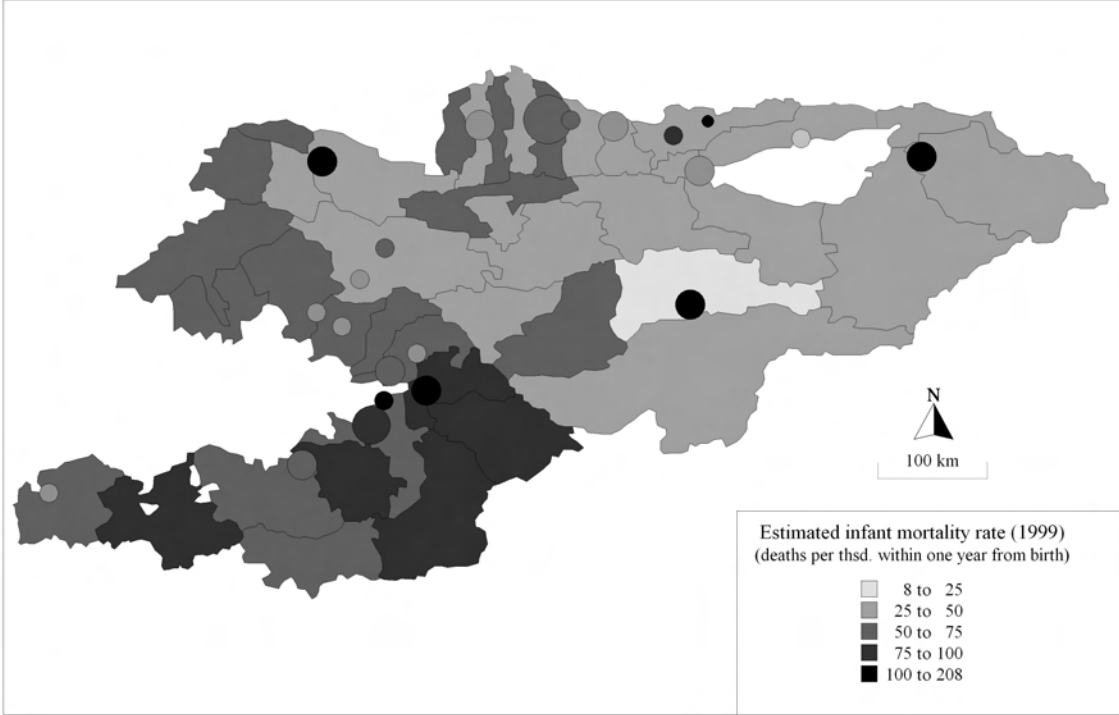 N
100 km
Estimated infant mortality rate (1999)
(deaths per thsd. within one year from birth)
8 to 25
25 to 50
50 to 75
75 to 100
100 to 208